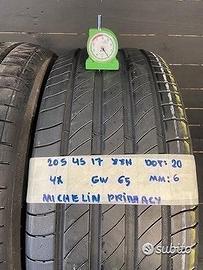 205 45 17 88H DOT: 20
4X GW 65 MM: 6
MICHELIN PRIMACY
subito